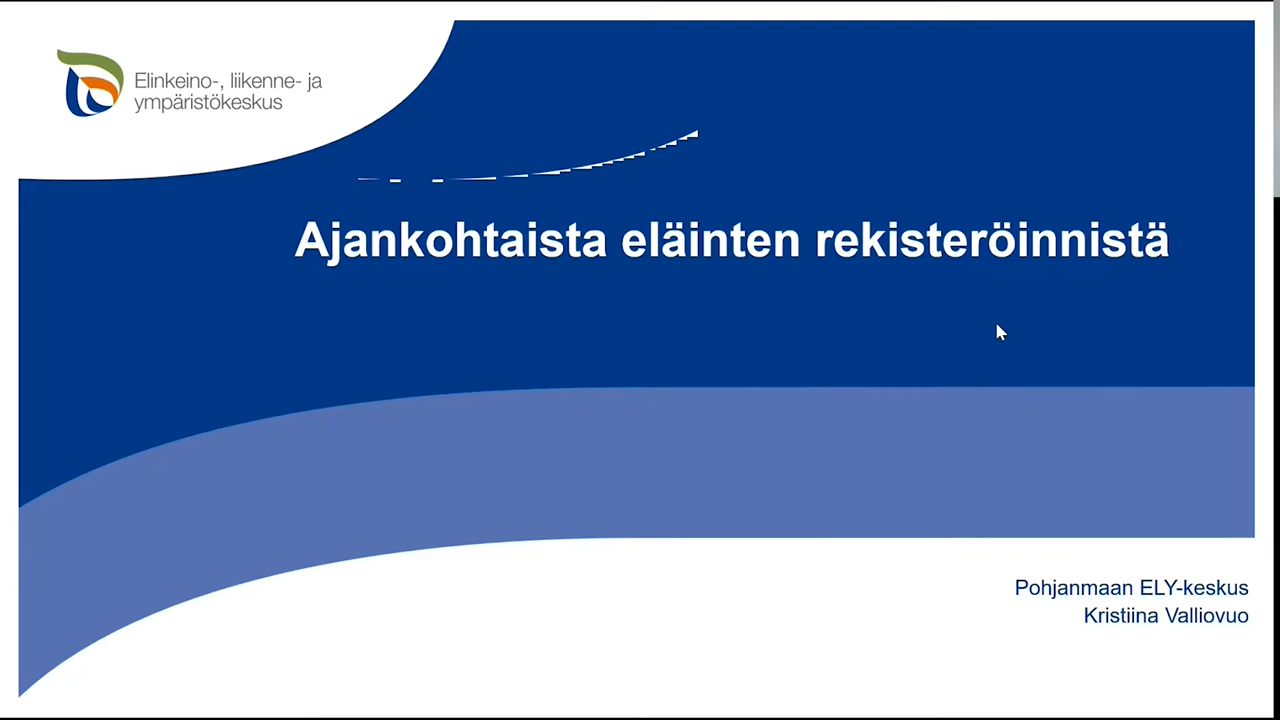 Elinkeino-, liikenne- ja
ympäristökeskus
Ajankohtaista eläinten rekisteröinnistä
Pohjanmaan ELY-keskus
Kristiina Valliovuo